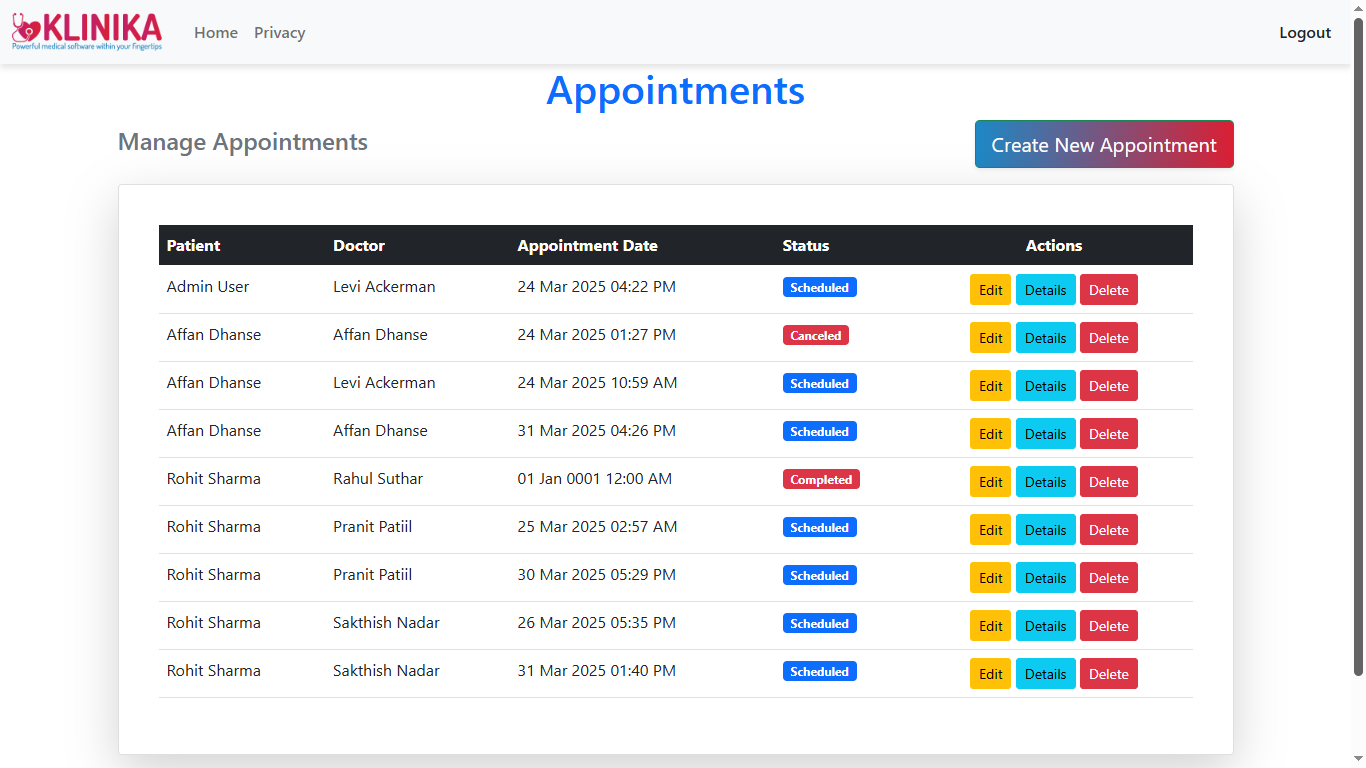 KLINIKA
Powerful medical software within your fingertips
Home Privacy Logout
Appointments
Manage Appointments Create New Appointment
Patient Doctor Appointment Date Status Actions
Admin User Levi Ackerman 24 Mar 2025 04:22 PM Scheduled Edit Details Delete
Affan Dhanse Affan Dhanse 24 Mar 2025 01:27 PM Canceled Edit Details Delete
Affan Dhanse Levi Ackerman 24 Mar 2025 10:59 AM Scheduled Edit Details Delete
Affan Dhanse Affan Dhanse 31 Mar 2025 04:26 PM Scheduled Edit Details Delete
Rohit Sharma Rahul Suthar 01 Jan 0001 12:00 AM Completed Edit Details Delete
Rohit Sharma Pranit Patiil 25 Mar 2025 02:57 AM Scheduled Edit Details Delete
Rohit Sharma Pranit Patiil 30 Mar 2025 05:29 PM Scheduled Edit Details Delete
Rohit Sharma Sakthish Nadar 26 Mar 2025 05:35 PM Scheduled Edit Details Delete
Rohit Sharma Sakthish Nadar 31 Mar 2025 01:40 PM Scheduled Edit Details Delete